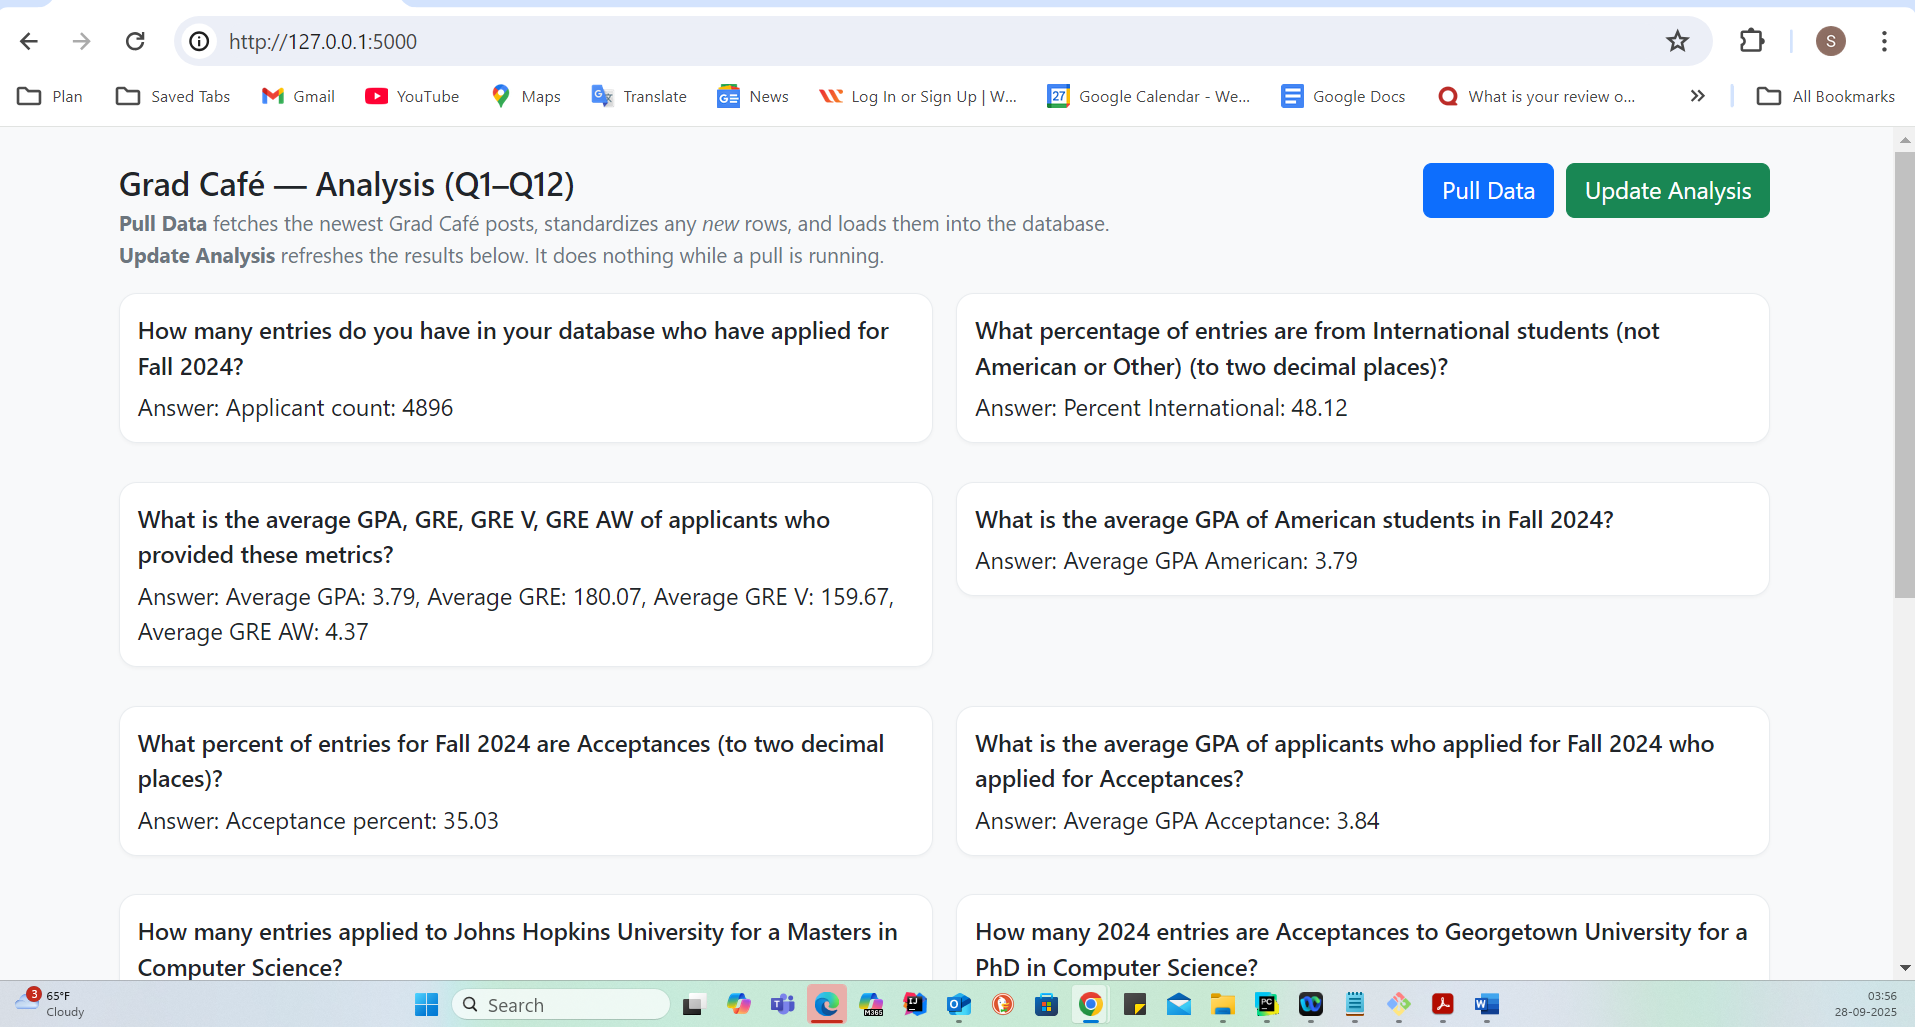 http://127.0.0.1:5000
S
Plan
Saved Tabs
Gmail
YouTube
Maps
Translate
News
Log In or Sign Up | W...
27
Google Calendar - We...
Google Docs
What is your review o...
All Bookmarks
Grad Café — Analysis (Q1–Q12)
Pull Data
Update Analysis
Pull Data fetches the newest Grad Café posts, standardizes any new rows, and loads them into the database.
Update Analysis refreshes the results below. It does nothing while a pull is running.
How many entries do you have in your database who have applied for
Fall 2024?
Answer: Applicant count: 4896
What percentage of entries are from International students (not
American or Other) (to two decimal places)?
Answer: Percent International: 48.12
What is the average GPA, GRE, GRE V, GRE AW of applicants who
provided these metrics?
Answer: Average GPA: 3.79, Average GRE: 180.07, Average GRE V: 159.67,
Average GRE AW: 4.37
What is the average GPA of American students in Fall 2024?
Answer: Average GPA American: 3.79
What percent of entries for Fall 2024 are Acceptances (to two decimal
places)?
Answer: Acceptance percent: 35.03
What is the average GPA of applicants who applied for Fall 2024 who
applied for Acceptances?
Answer: Average GPA Acceptance: 3.84
How many entries applied to Johns Hopkins University for a Masters in
Computer Science?
How many 2024 entries are Acceptances to Georgetown University for a
PhD in Computer Science?
3
65°F
Cloudy
Search
M365
IJ
PC
W
03:56
28-09-2025